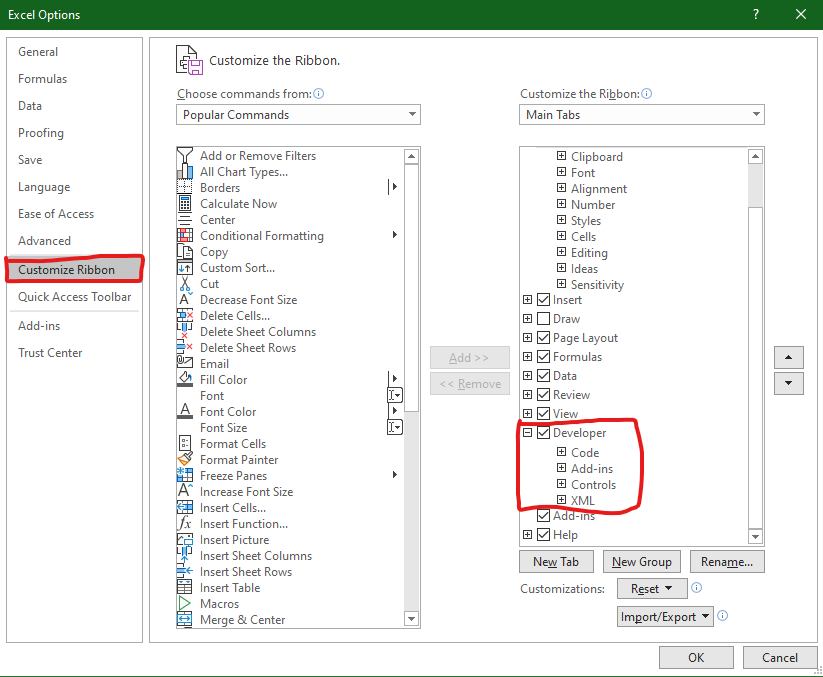 Excel Options
?
General
Formulas
Data
Proofing
Save
Language
Ease of Access
Advanced
Customize Ribbon
Quick Access Toolbar
Add-ins
Trust Center
Customize the Ribbon.
Choose commands from:
Popular Commands
Add or Remove Filters
All Chart Types...
Borders
Calculate Now
Center
Conditional Formatting
Copy
Custom Sort...
Cut
Decrease Font Size
Delete Cells...
Delete Sheet Columns
Delete Sheet Rows
Email
Fill Color
Font
Font Color
Font Size
Format Cells
Format Painter
Freeze Panes
Increase Font Size
Insert Cells...
Insert Function...
Insert Picture
Insert Sheet Columns
Insert Sheet Rows
Insert Table
Macros
Merge & Center
Add >>
<< Remove
Customize the Ribbon:
Main Tabs
Clipboard
Font
Alignment
Number
Styles
Cells
Editing
Ideas
Sensitivity
Insert
Draw
Page Layout
Formulas
Data
Review
View
Developer
Code
Add-ins
Controls
XML
Add-ins
Help
New Tab New Group Rename...
Customizations: Reset
Import/Export
OK Cancel